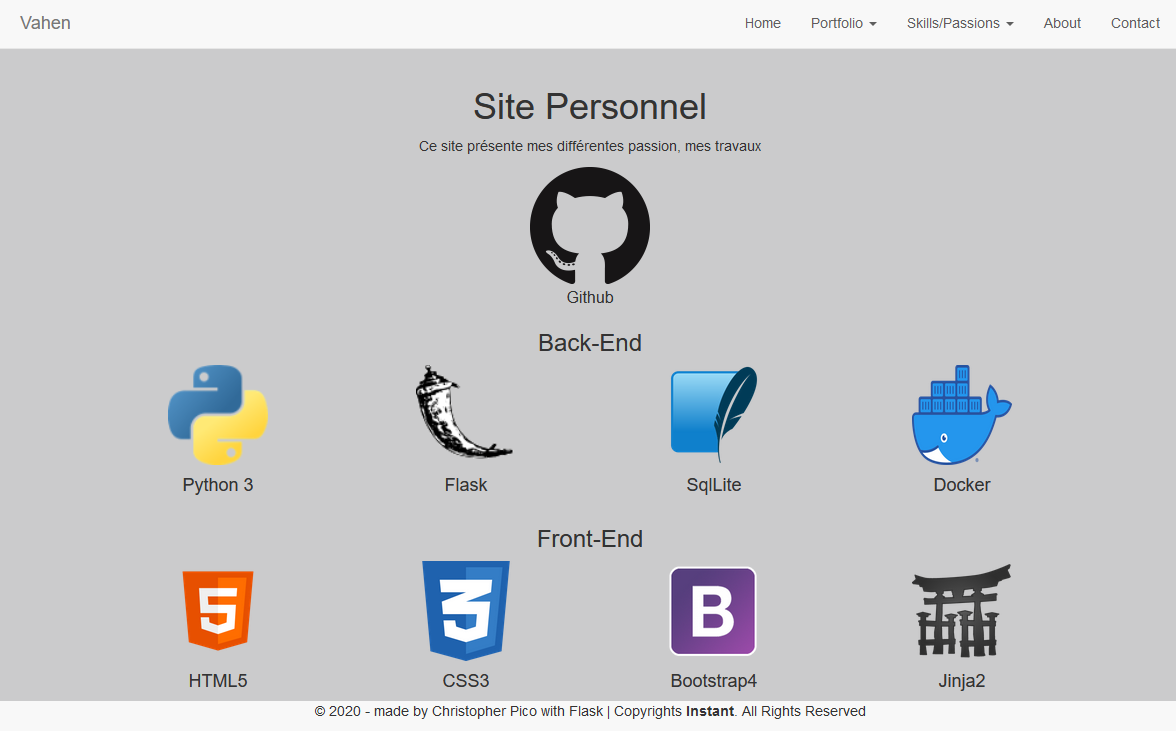 Vahen Home Portfolio Skills/Passions About Contact
Site Personnel
Ce site présente mes différentes passion, mes travaux
Github
Back-End
Python 3 Flask SqlLite Docker
Front-End
5 3 B
HTML5 CSS3 Bootstrap4 Jinja2
© 2020 - made by Christopher Pico with Flask | Copyrights Instant. All Rights Reserved